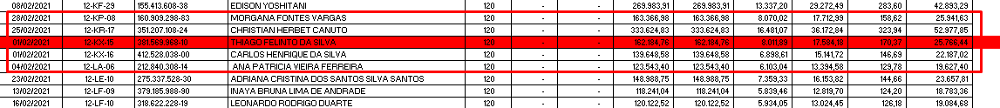 08/02/2021 12-KF-29 155.413.608-38 EDISON YOSHITANI 120 - - 269.983,91 269.983,91 13.337,20 29.272,49 283,60 42.893,29
28/02/2021 12-KP-08 160.909.298-83 MORGANA FONTES VARGAS 120 - - 163.366,98 163.366,98 8.070,02 17.712,99 158,62 25.941,63
25/02/2021 12-KR-17 351.207.108-24 CHRISTIAN HERBET CANUTO 120 - - 333.624,83 333.624,83 16.481,07 36.172,84 323,94 52.977,85
01/02/2021 12-KX-15 381.569.968-10 THIAGO FELINTO DA SILVA 120 - - 162.184,76 162.184,76 8.011,89 17.584,18 170,37 25.766,44
01/02/2021 12-KX-16 412.528.038-00 CARLOS HENRIQUE DA SILVA 120 - - 139.648,58 139.648,58 6.898,61 15.141,72 146,69 22.187,02
04/02/2021 12-LA-06 212.840.308-14 ANA PATRICIA VIEIRA FERREIRA 120 - - 123.543,40 123.543,40 6.103,04 13.394,58 129,78 19.627,40
23/02/2021 12-LE-10 275.337.528-30 ADRIANA CRISTINA DOS SANTOS SILVA SANTOS 120 - - 148.988,75 148.988,75 7.359,33 16.153,82 144,66 23.657,81
13/02/2021 12-LF-09 379.185.988-90 INAYA BRUNA LIMA DE ANDRADE 120 - - 118.241,04 118.241,04 5.839,46 12.819,70 124,20 18.783,36
16/02/2021 12-LF-10 318.622.228-19 LEONARDO RODRIGO DUARTE 120 - - 120.122,52 120.122,52 5.934,05 13.024,45 126,18 19.084,68